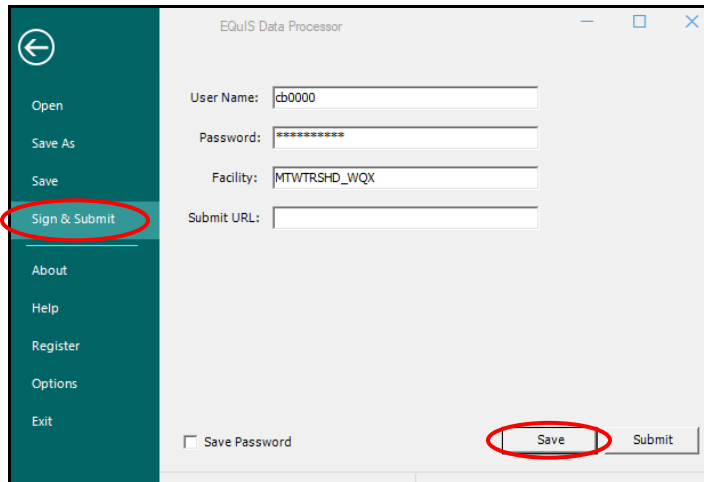 EQuIS Data Processor
Open
Save As
Save
Sign & Submit
About
Help
Register
Options
Exit
User Name: cb0000
Password: **********
Facility: MTWTRSHD_WQX
Submit URL:
Save Password
Save
Submit